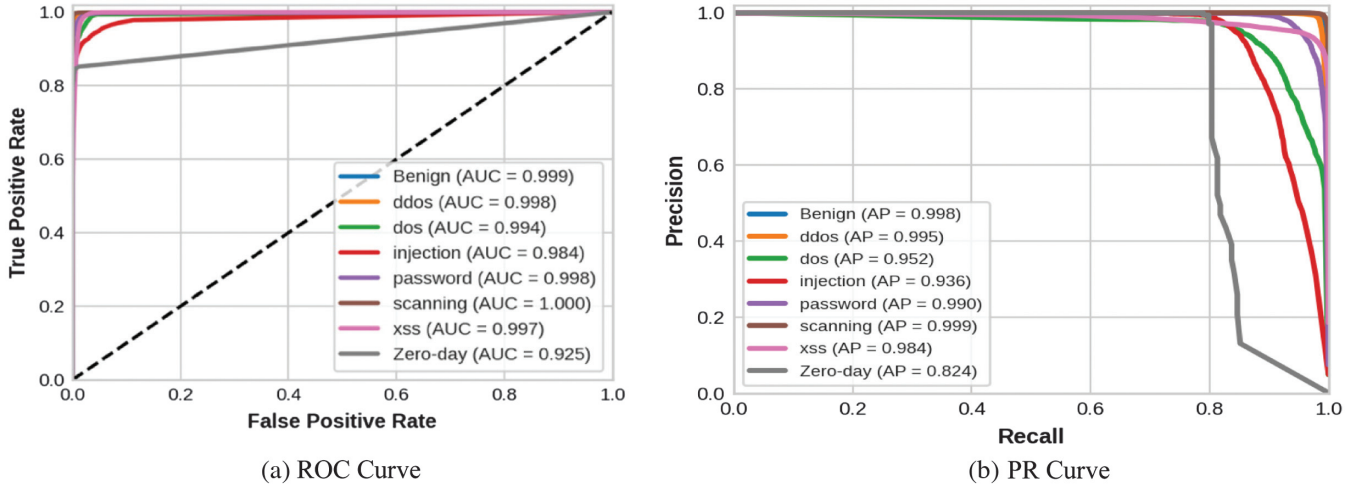 True Positive Rate
1.0
0.8
0.6
0.4
0.2
0.0
0.0 0.2 0.4 0.6 0.8 1.0
False Positive Rate
Benign (AUC = 0.999)
ddos (AUC = 0.998)
dos (AUC = 0.994)
injection (AUC = 0.984)
password (AUC = 0.998)
scanning (AUC = 1.000)
xss (AUC = 0.997)
Zero-day (AUC = 0.925)
(a) ROC Curve
Precision
1.0
0.8
0.6
0.4
0.2
0.0
0.0 0.2 0.4 0.6 0.8 1.0
Recall
Benign (AP = 0.998)
ddos (AP = 0.995)
dos (AP = 0.952)
injection (AP = 0.936)
password (AP = 0.990)
scanning (AP = 0.999)
xss (AP = 0.984)
Zero-day (AP = 0.824)
(b) PR Curve